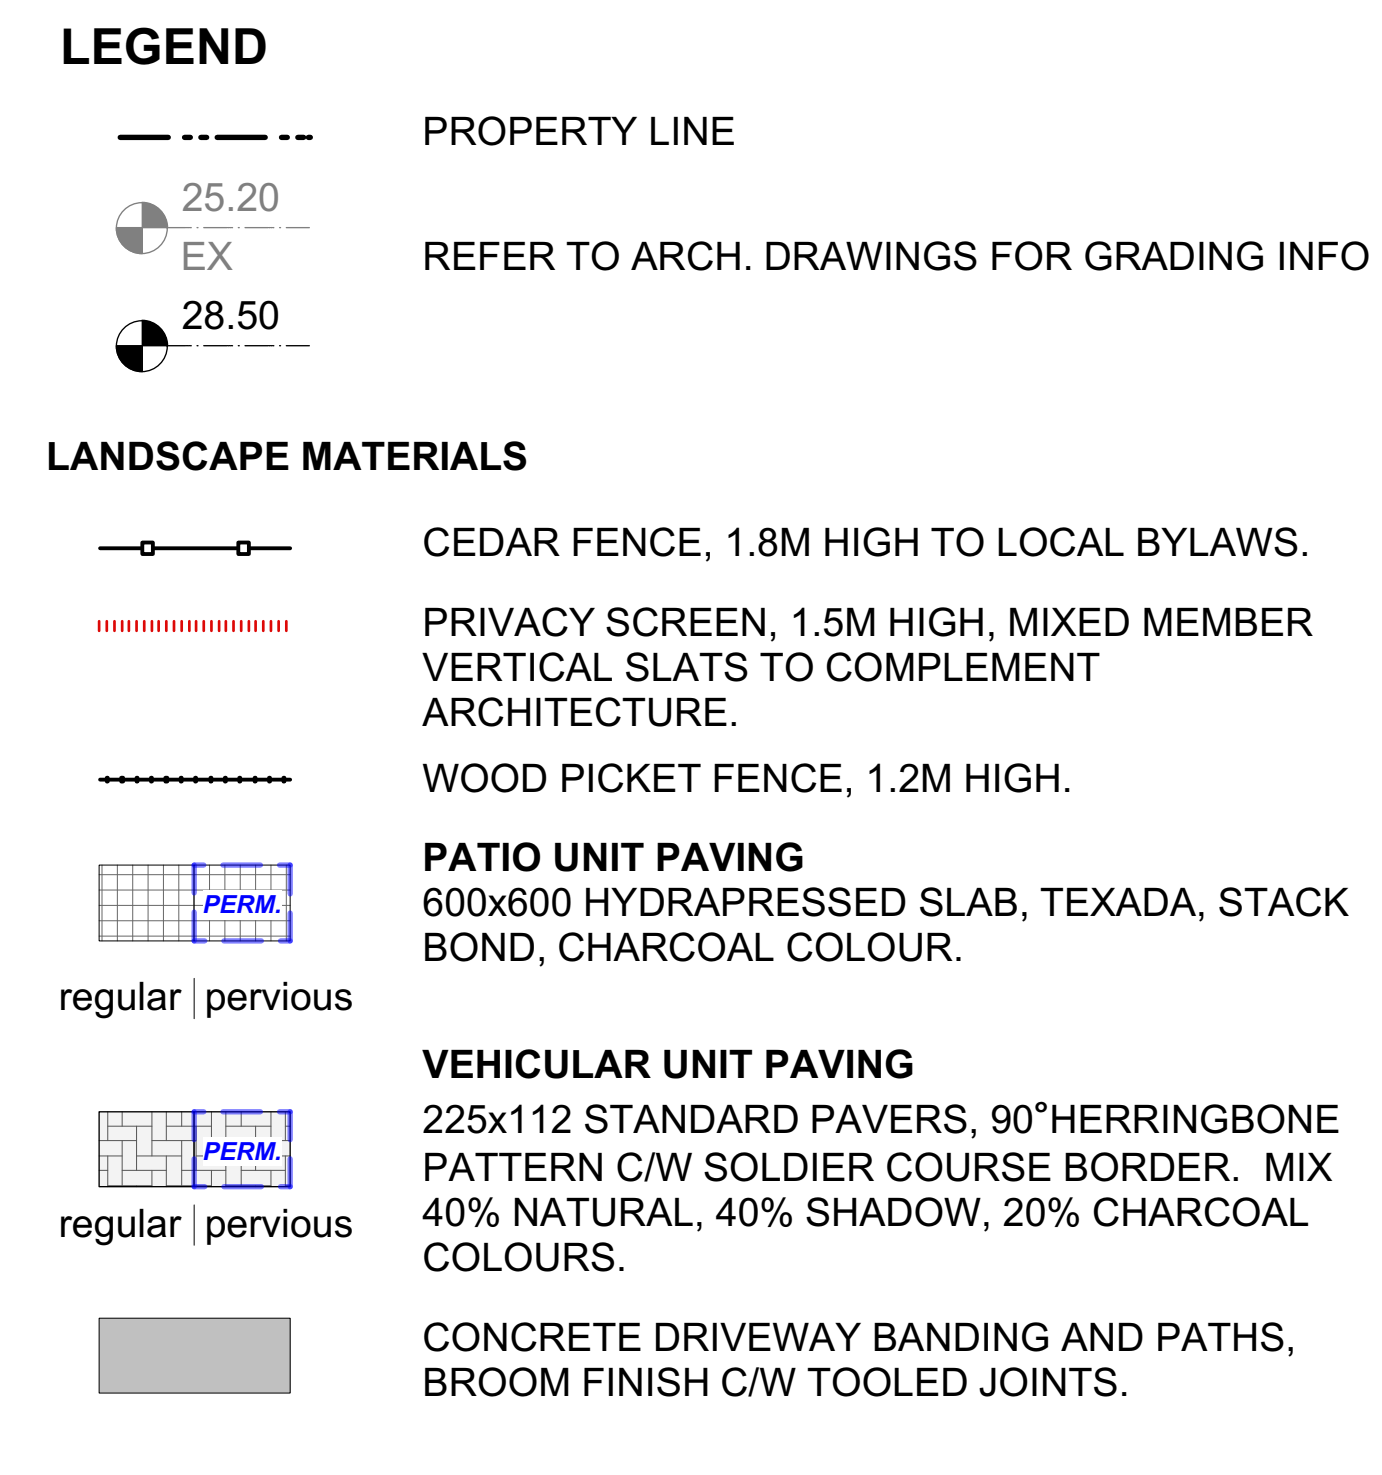 LEGEND
PROPERTY LINE
25.20
EX
REFER TO ARCH. DRAWINGS FOR GRADING INFO
28.50
LANDSCAPE MATERIALS
CEDAR FENCE, 1.8M HIGH TO LOCAL BYLAWS.
PRIVACY SCREEN, 1.5M HIGH, MIXED MEMBER
VERTICAL SLATS TO COMPLEMENT
ARCHITECTURE.
WOOD PICKET FENCE, 1.2M HIGH.
PERM.
regular | pervious
PATIO UNIT PAVING
600x600 HYDRAPRESSED SLAB, TEXADA, STACK
BOND, CHARCOAL COLOUR.
PERM.
regular | pervious
VEHICULAR UNIT PAVING
225x112 STANDARD PAVERS, 90°HERRINGBONE
PATTERN C/W SOLDIER COURSE BORDER.  MIX
40% NATURAL, 40% SHADOW, 20% CHARCOAL
COLOURS.
CONCRETE DRIVEWAY BANDING AND PATHS,
BROOM FINISH C/W TOOLED JOINTS.